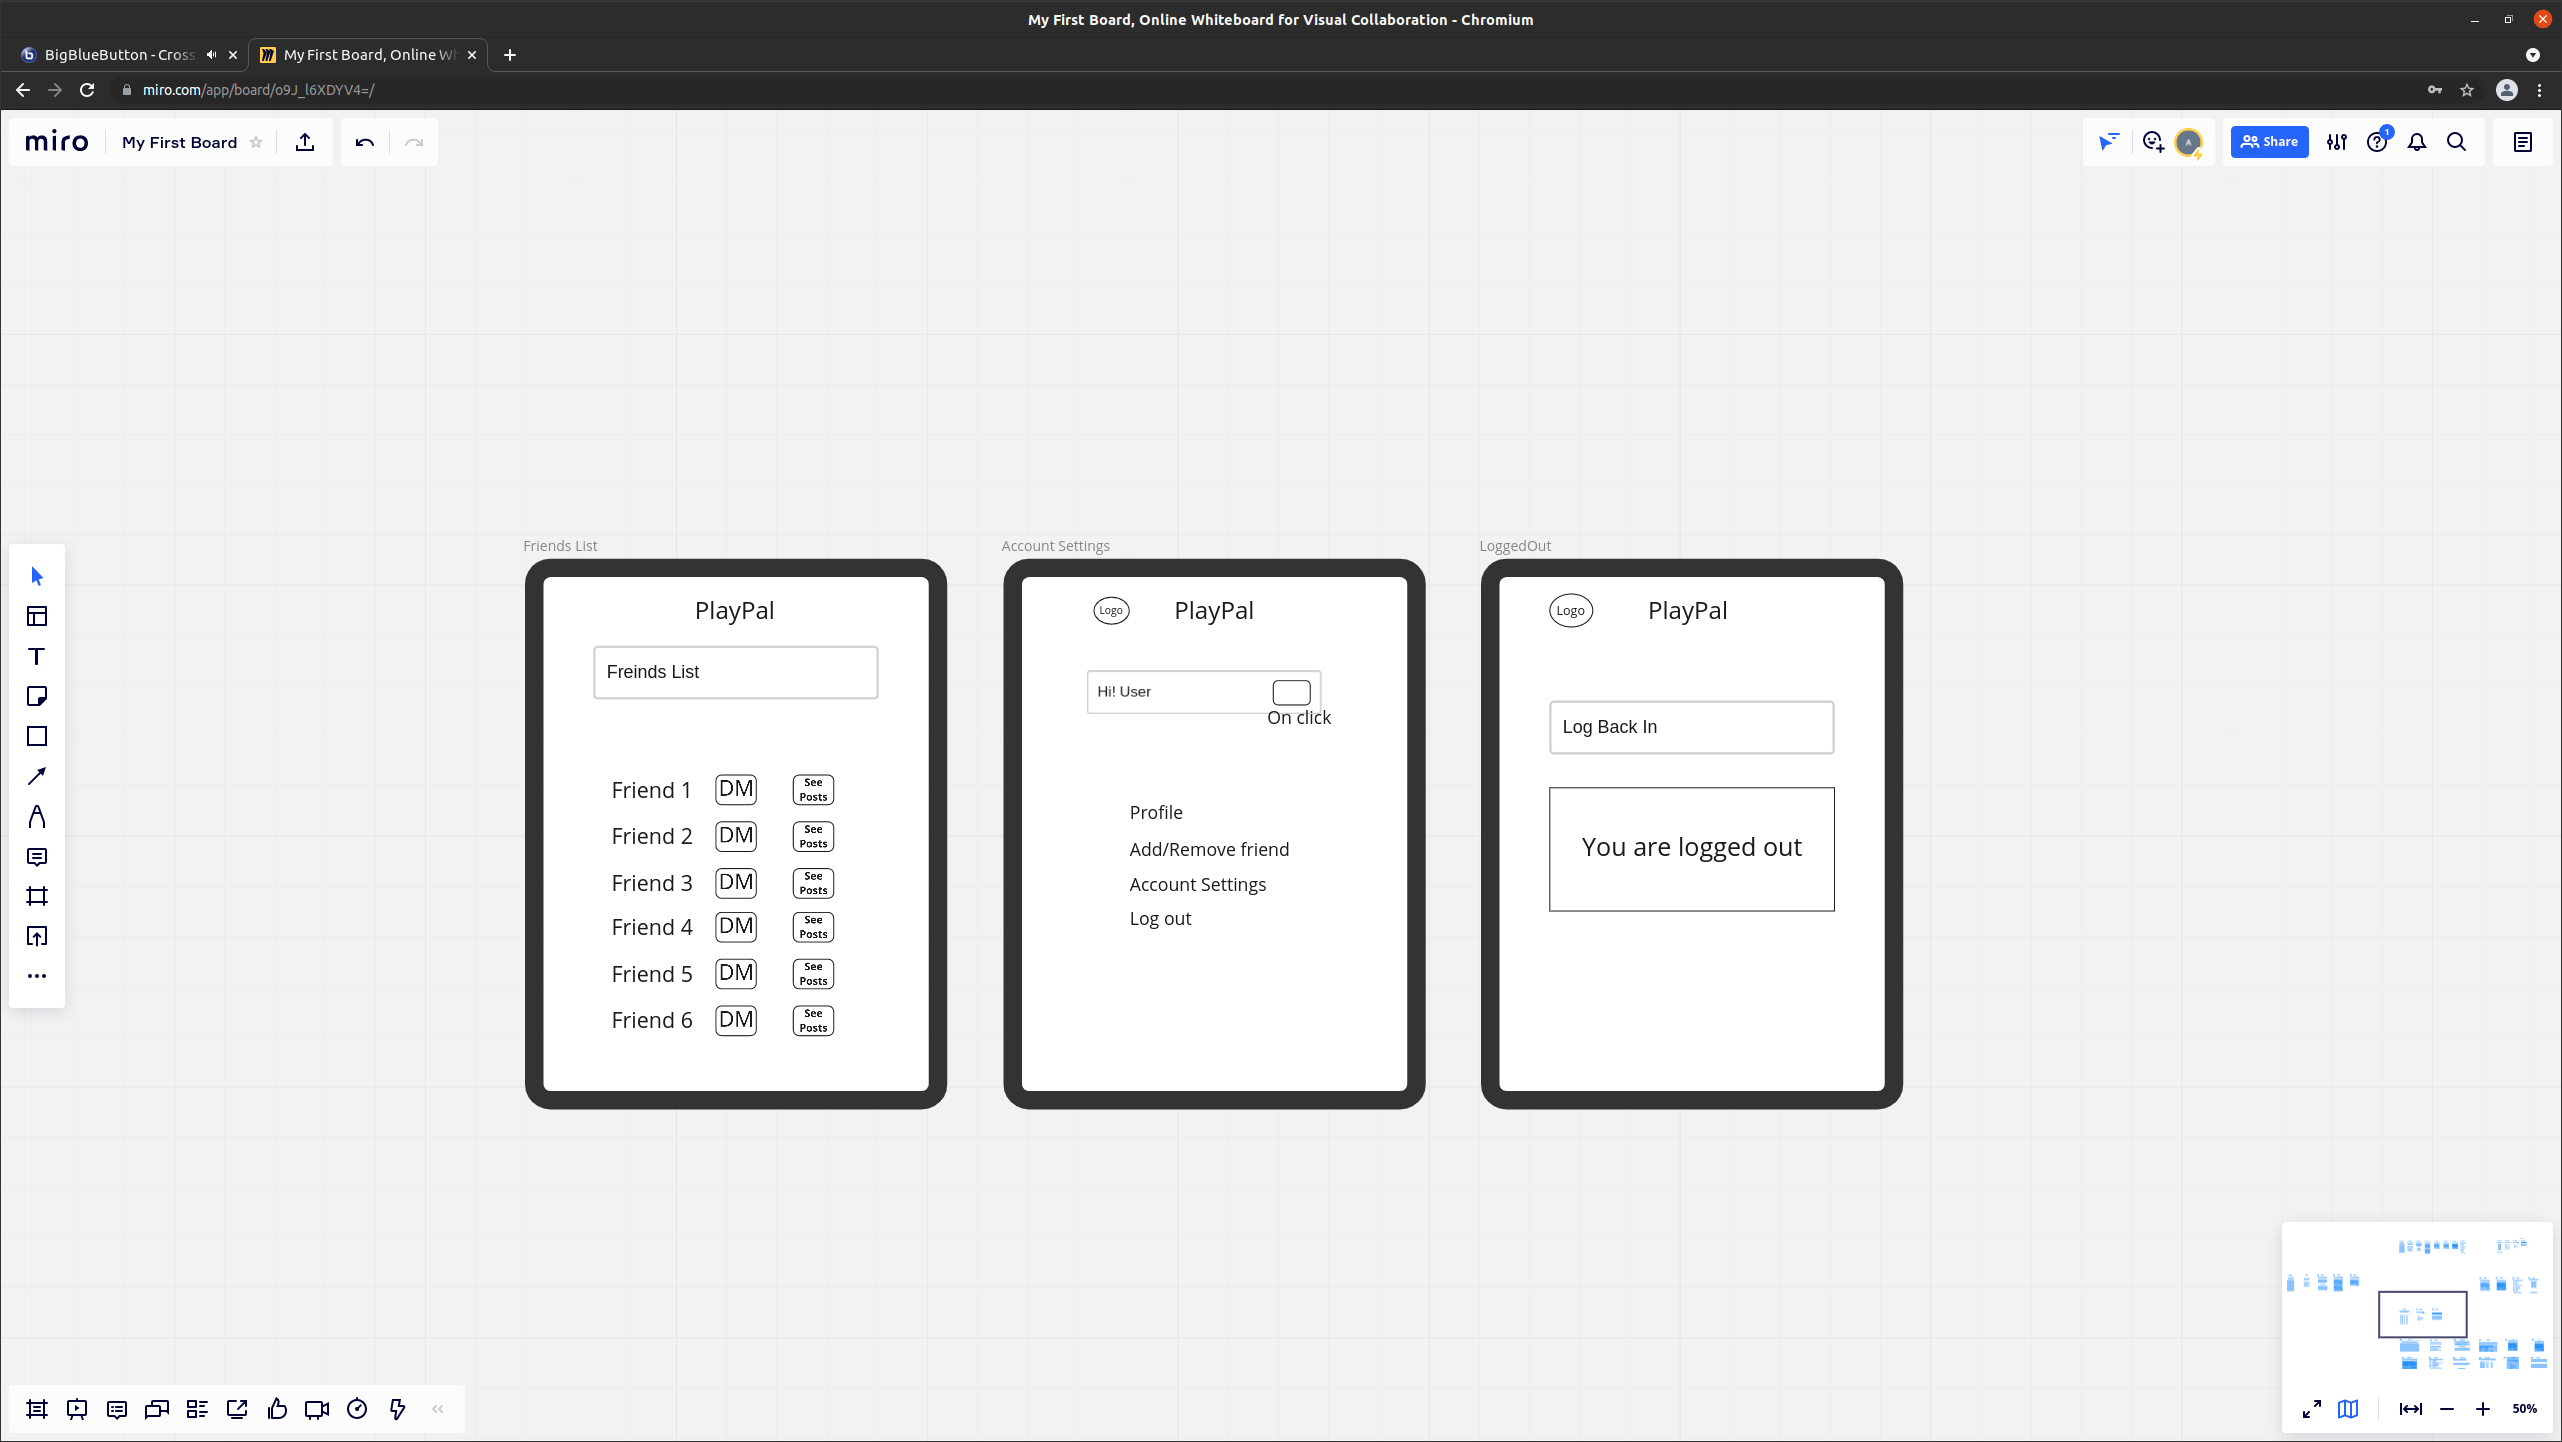 My First Board, Online Whiteboard for Visual Collaboration - Chromium
BigBlueButton - Cross
My First Board, Online Wh
miro.com/app/board/o9J_l6XDYV4=/
miro
My First Board
A
Share
1
Friends List
PlayPal
Freinds List
Friend 1 DM See Posts
Friend 2 DM See Posts
Friend 3 DM See Posts
Friend 4 DM See Posts
Friend 5 DM See Posts
Friend 6 DM See Posts
Account Settings
Logo PlayPal
Hi! User
On click
Profile
Add/Remove friend
Account Settings
Log out
LoggedOut
Logo PlayPal
Log Back In
You are logged out
50%